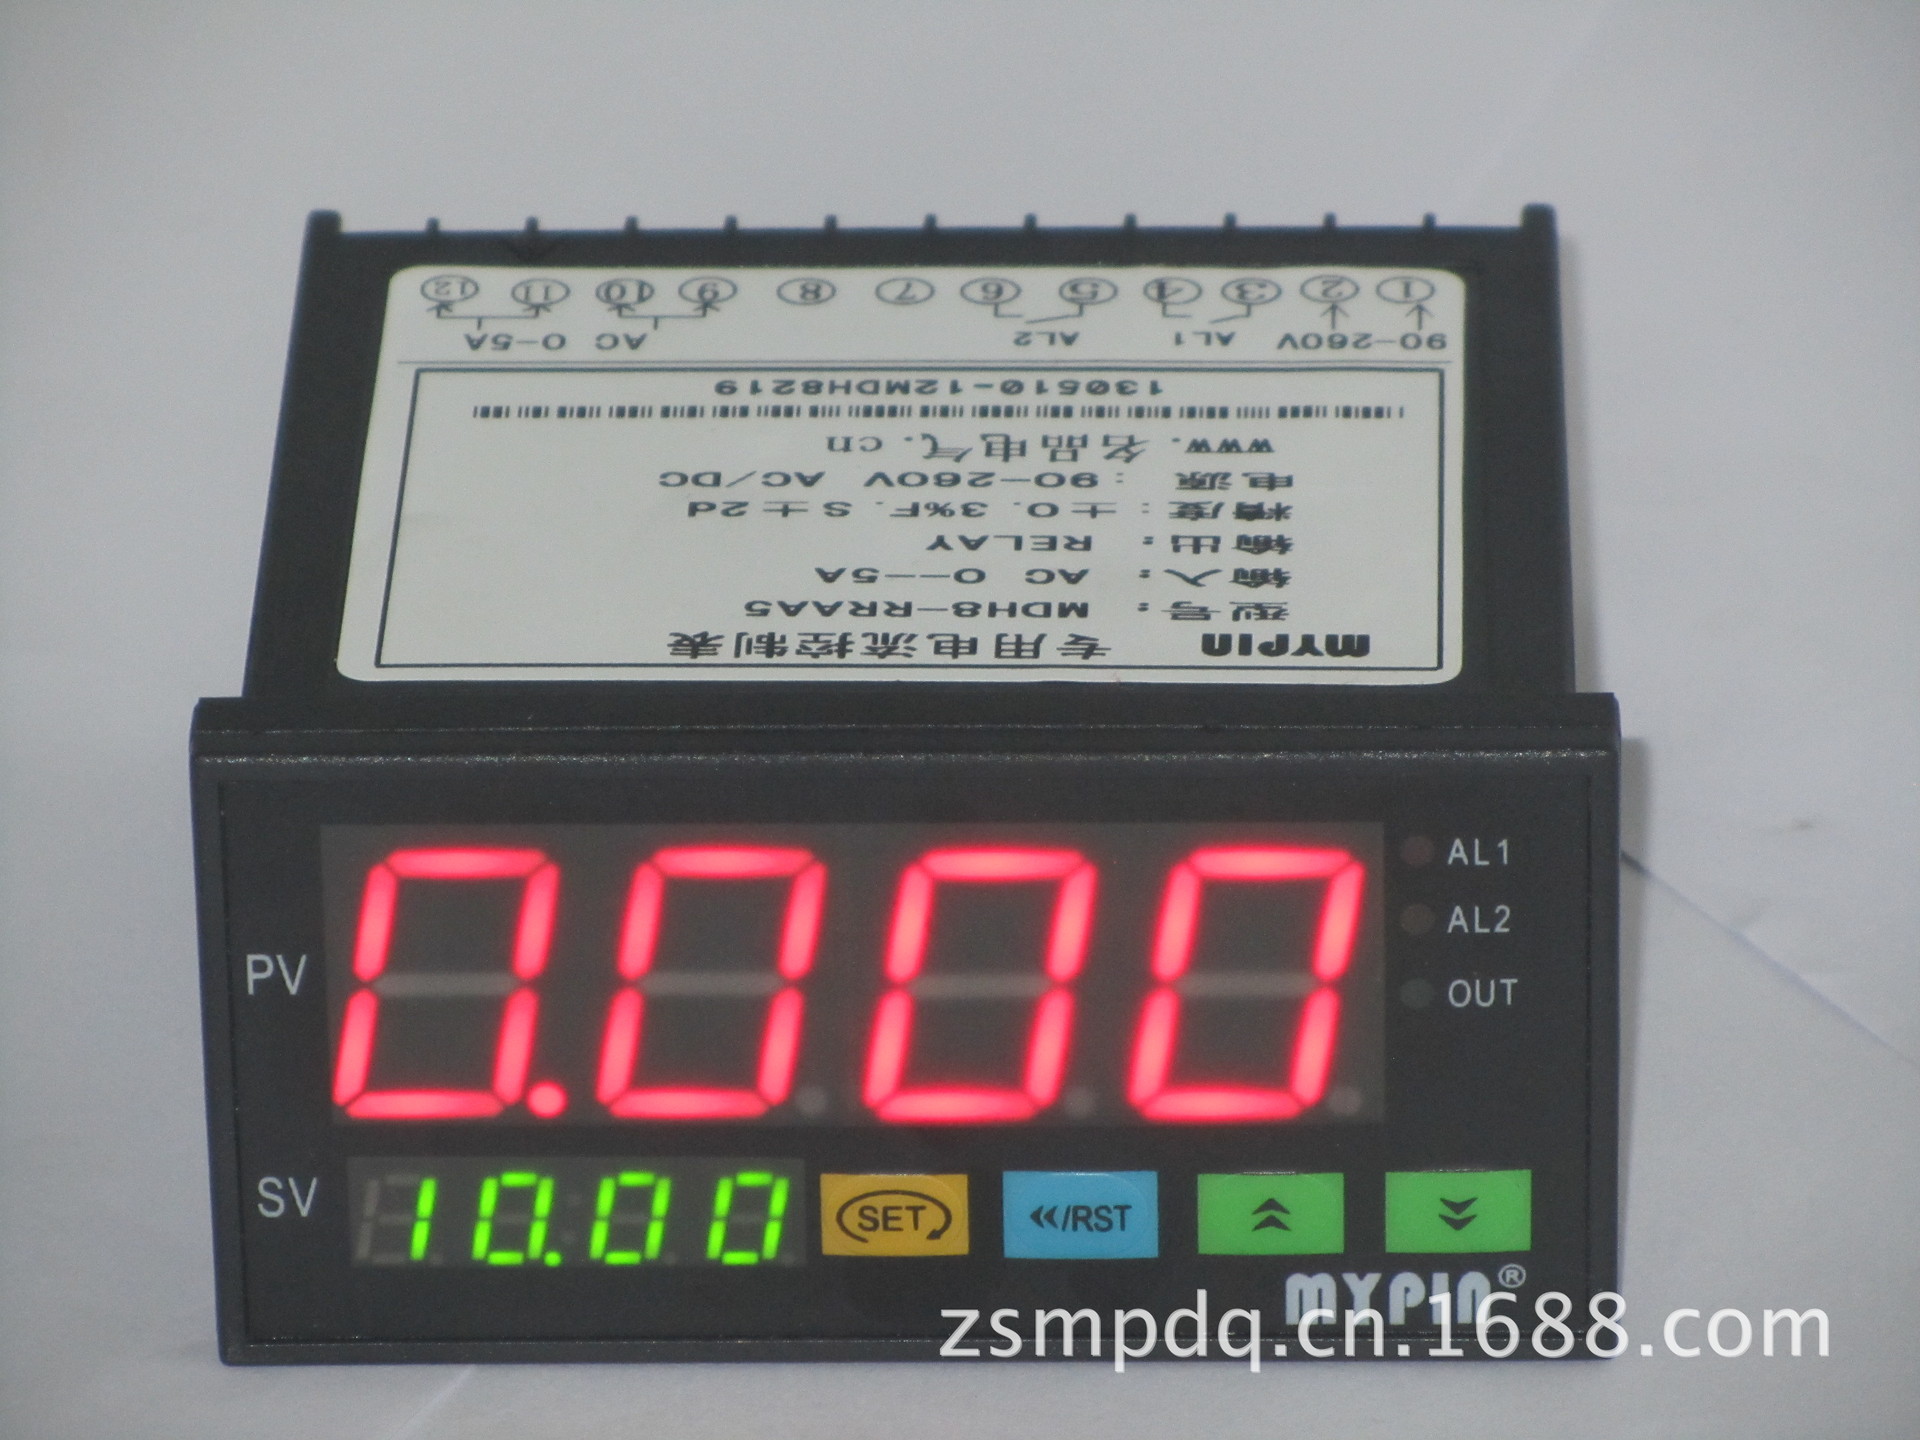 MYPIN 专用电流控制表
型号: MDH8-RRAA5
输入: AC 0--5A
输出: RELAY
精度: ±0.3%F.S±2d
电源: 90-260V AC/DC
www.名品电气.cn
130510-12MDH8219
90-260V AL1 AL2 AC 0-5A
1 2 3 4 5 6 7 8 9 10 11 12
PV 0.000
AL1
AL2
OUT
SV 10.00
SET
«/RST
MYPIN®
zsmpdq.cn.1688.com